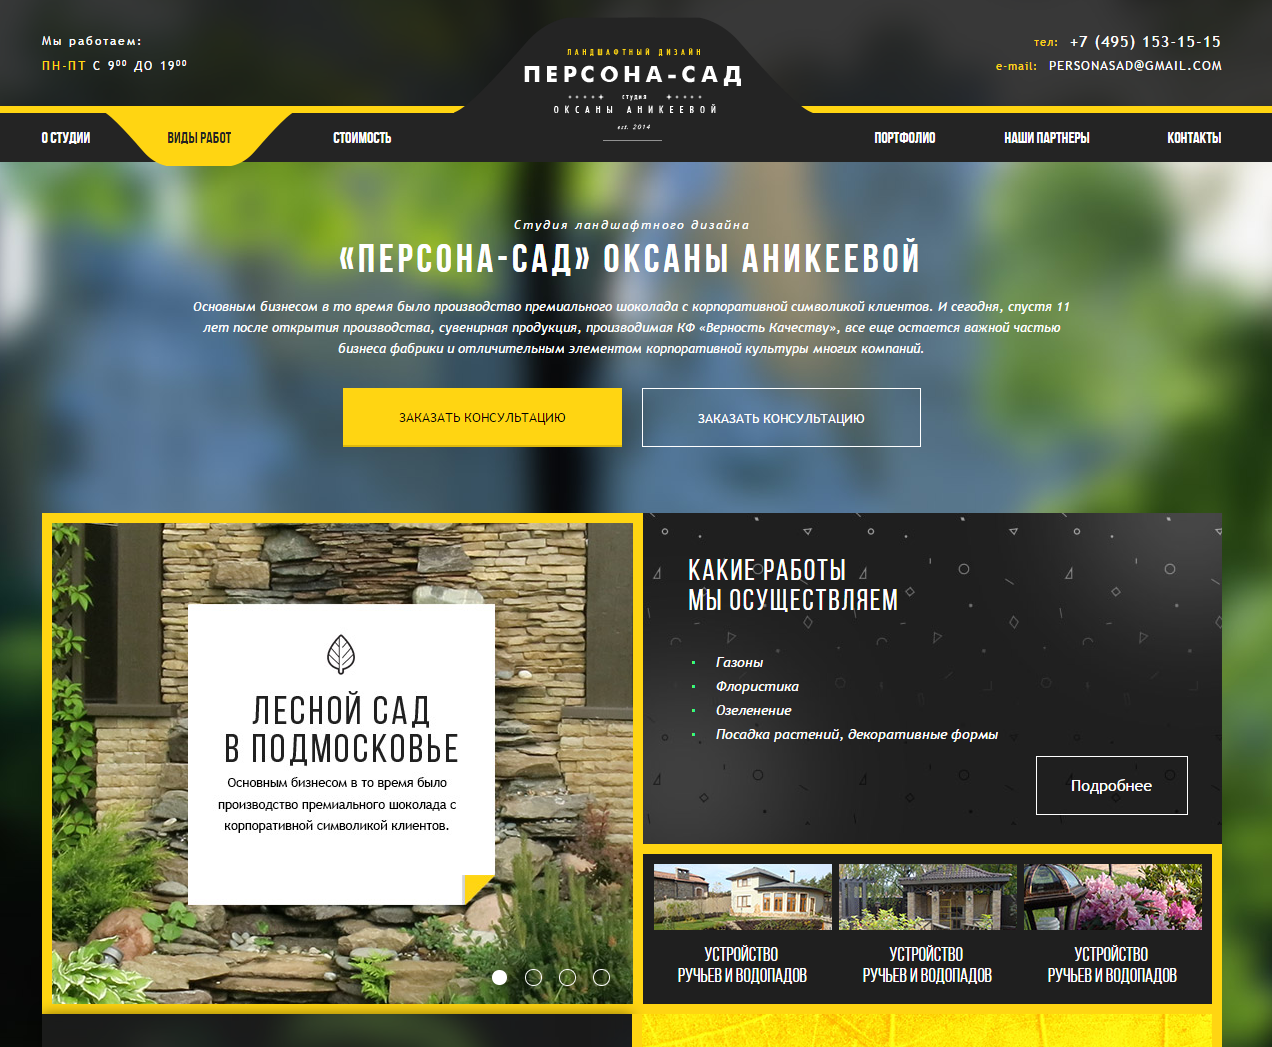 Мы работаем:
ПН-ПТ С 9⁰⁰ ДО 19⁰⁰
ЛАНДШАФТНЫЙ ДИЗАЙН
ПЕРСОНА-САД
студия
ОКСАНЫ АНИКЕЕВОЙ
est. 2014
тел: +7 (495) 153-15-15
e-mail: PERSONASAD@GMAIL.COM
О СТУДИИ
ВИДЫ РАБОТ
СТОИМОСТЬ
ПОРТФОЛИО
НАШИ ПАРТНЕРЫ
КОНТАКТЫ
Студия ландшафтного дизайна
«ПЕРСОНА-САД» ОКСАНЫ АНИКЕЕВОЙ
Основным бизнесом в то время было производство премиального шоколада с корпоративной символикой клиентов. И сегодня, спустя 11
лет после открытия производства, сувенирная продукция, производимая КФ «Верность Качеству», все еще остается важной частью
бизнеса фабрики и отличительным элементом корпоративной культуры многих компаний.
ЗАКАЗАТЬ КОНСУЛЬТАЦИЮ
ЗАКАЗАТЬ КОНСУЛЬТАЦИЮ
ЛЕСНОЙ САД
В ПОДМОСКОВЬЕ
Основным бизнесом в то время было
производство премиального шоколада с
корпоративной символикой клиентов.
КАКИЕ РАБОТЫ
МЫ ОСУЩЕСТВЛЯЕМ
Газоны
Флористика
Озеленение
Посадка растений, декоративные формы
Подробнее
УСТРОЙСТВО
РУЧЬЕВ И ВОДОПАДОВ
УСТРОЙСТВО
РУЧЬЕВ И ВОДОПАДОВ
УСТРОЙСТВО
РУЧЬЕВ И ВОДОПАДОВ